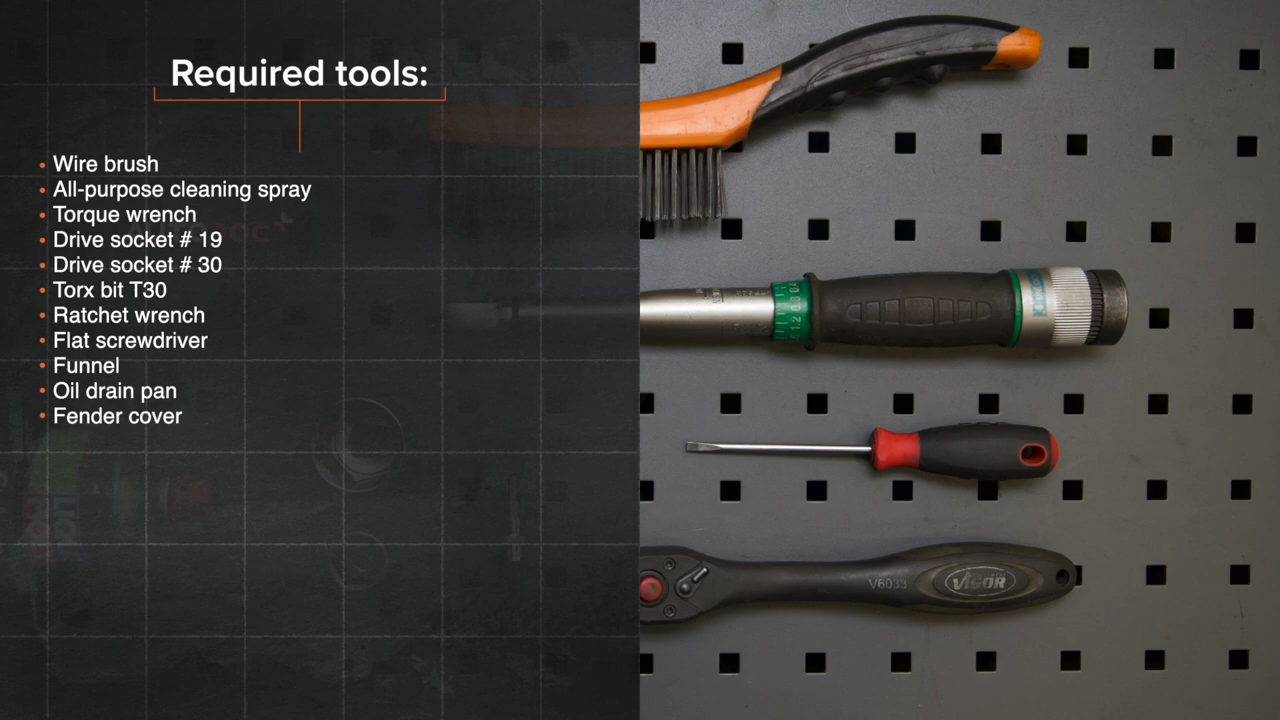 Required tools:
Wire brush
All-purpose cleaning spray
Torque wrench
Drive socket # 19
Drive socket # 30
Torx bit T30
Ratchet wrench
Flat screwdriver
Funnel
Oil drain pan
Fender cover
V6039
VIGOR